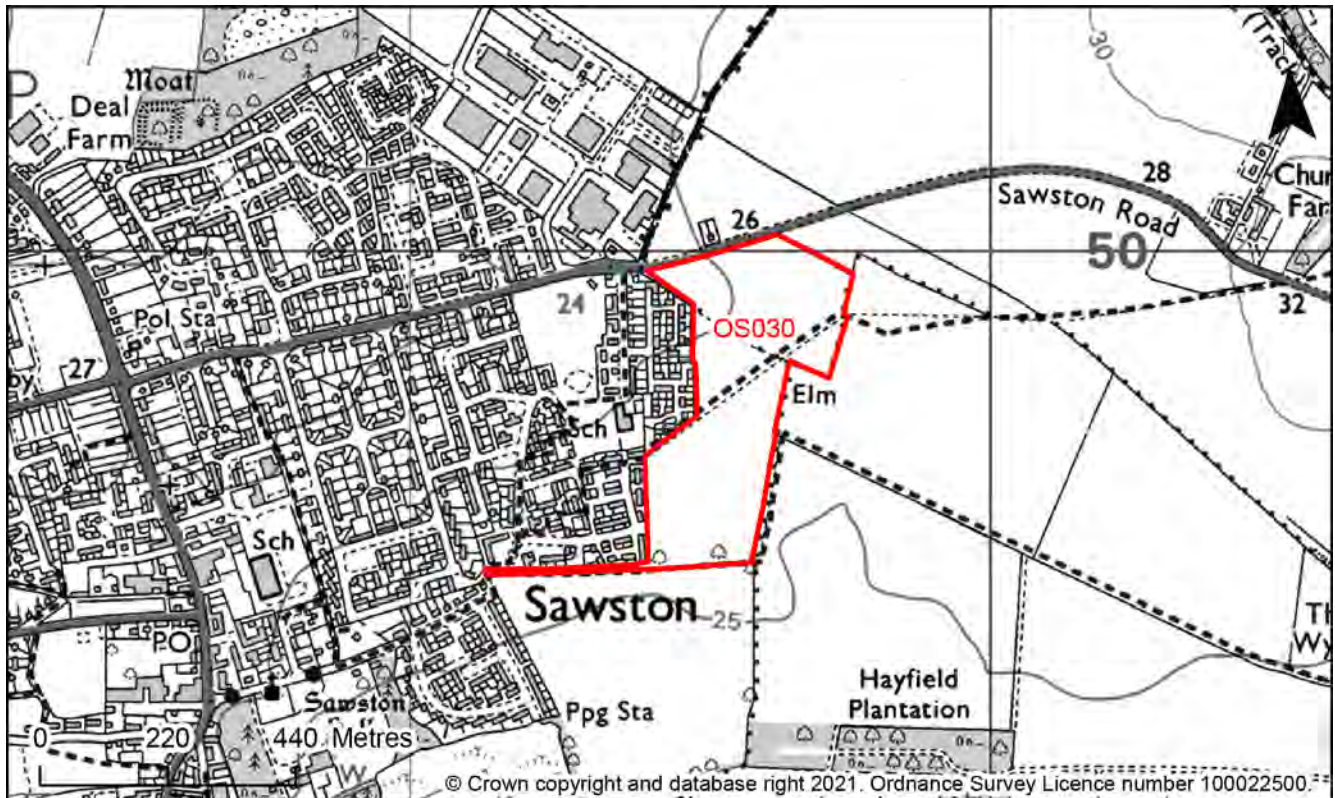 Moat
Deal
Farm
(Track
30
28
Sawston Road
Chur
Far
26
50
32
24
Pol Sta
27
OS030
Elm
Sch
Sch
Sawston
25
PO
Sawston
Ppg Sta
Hayfield
Plantation
Th
Wy
0
220
440 Metres
© Crown copyright and database right 2021. Ordnance Survey Licence number 100022500.